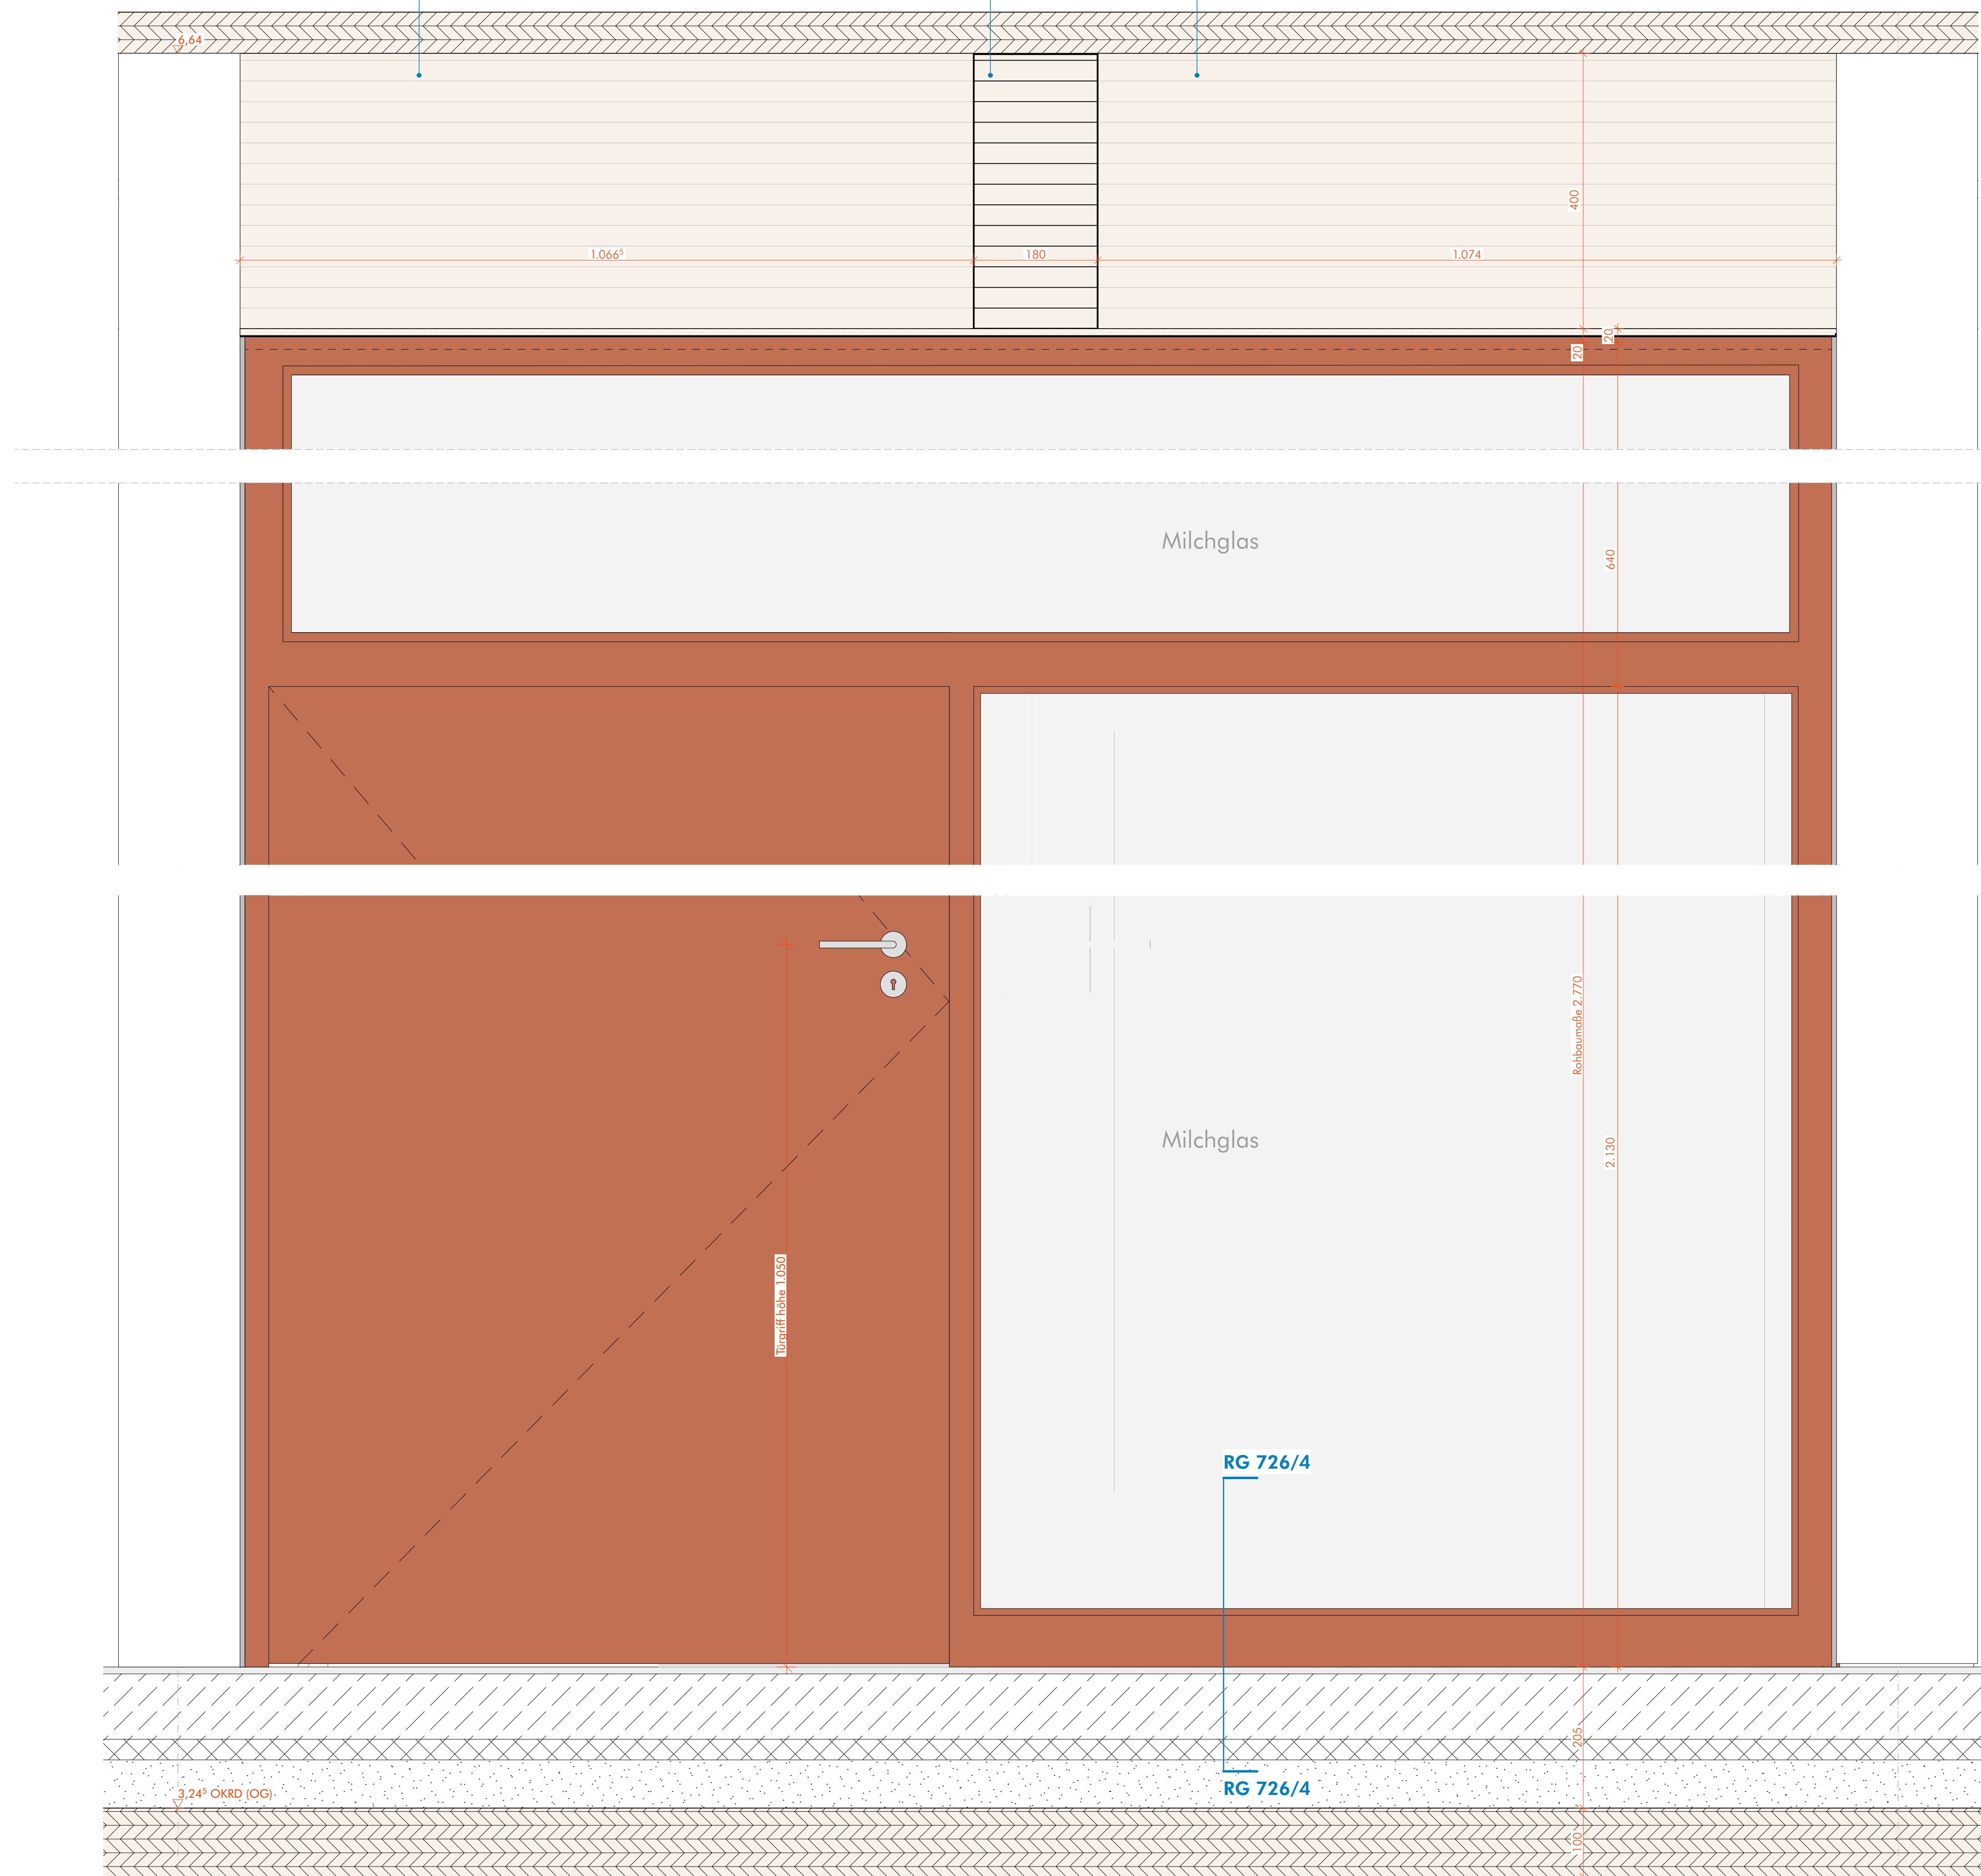 6,64
400
1.066⁵
180
1.074
20
20
Milchglas
640
Rohbaumaße 2.770
Milchglas
2.130
Türgriff höhe 1.050
RG 726/4
205
3,24⁵ OKRD (OG)
RG 726/4
100